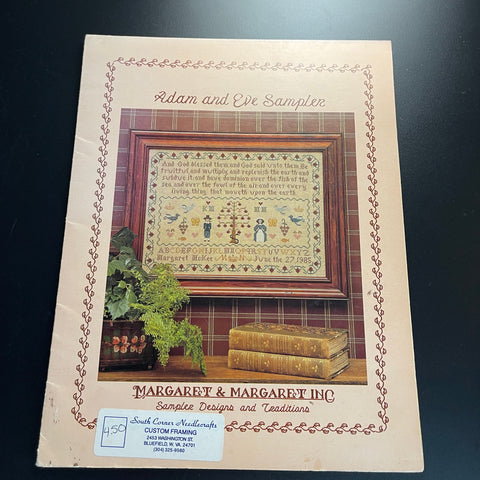 Adam and Eve Sampler
And God blessed them and God said unto them Be
fruitful and multiply and replenish the earth and
subdue it and have dominion over the fish of the
sea and over the fowl of the air and over every
living thing that moveth upon the earth
ABCDEFGHIJKLMNOPQRSTUVWXYZ
Margaret McKee June the 27 1985
MARGARET & MARGARET INC
Sampler Designs and Traditions
4.50
South Corner Needlecrafts
CUSTOM FRAMING
2453 WASHINGTON ST.
BLUEFIELD, W. VA. 24701
(304) 325-9560